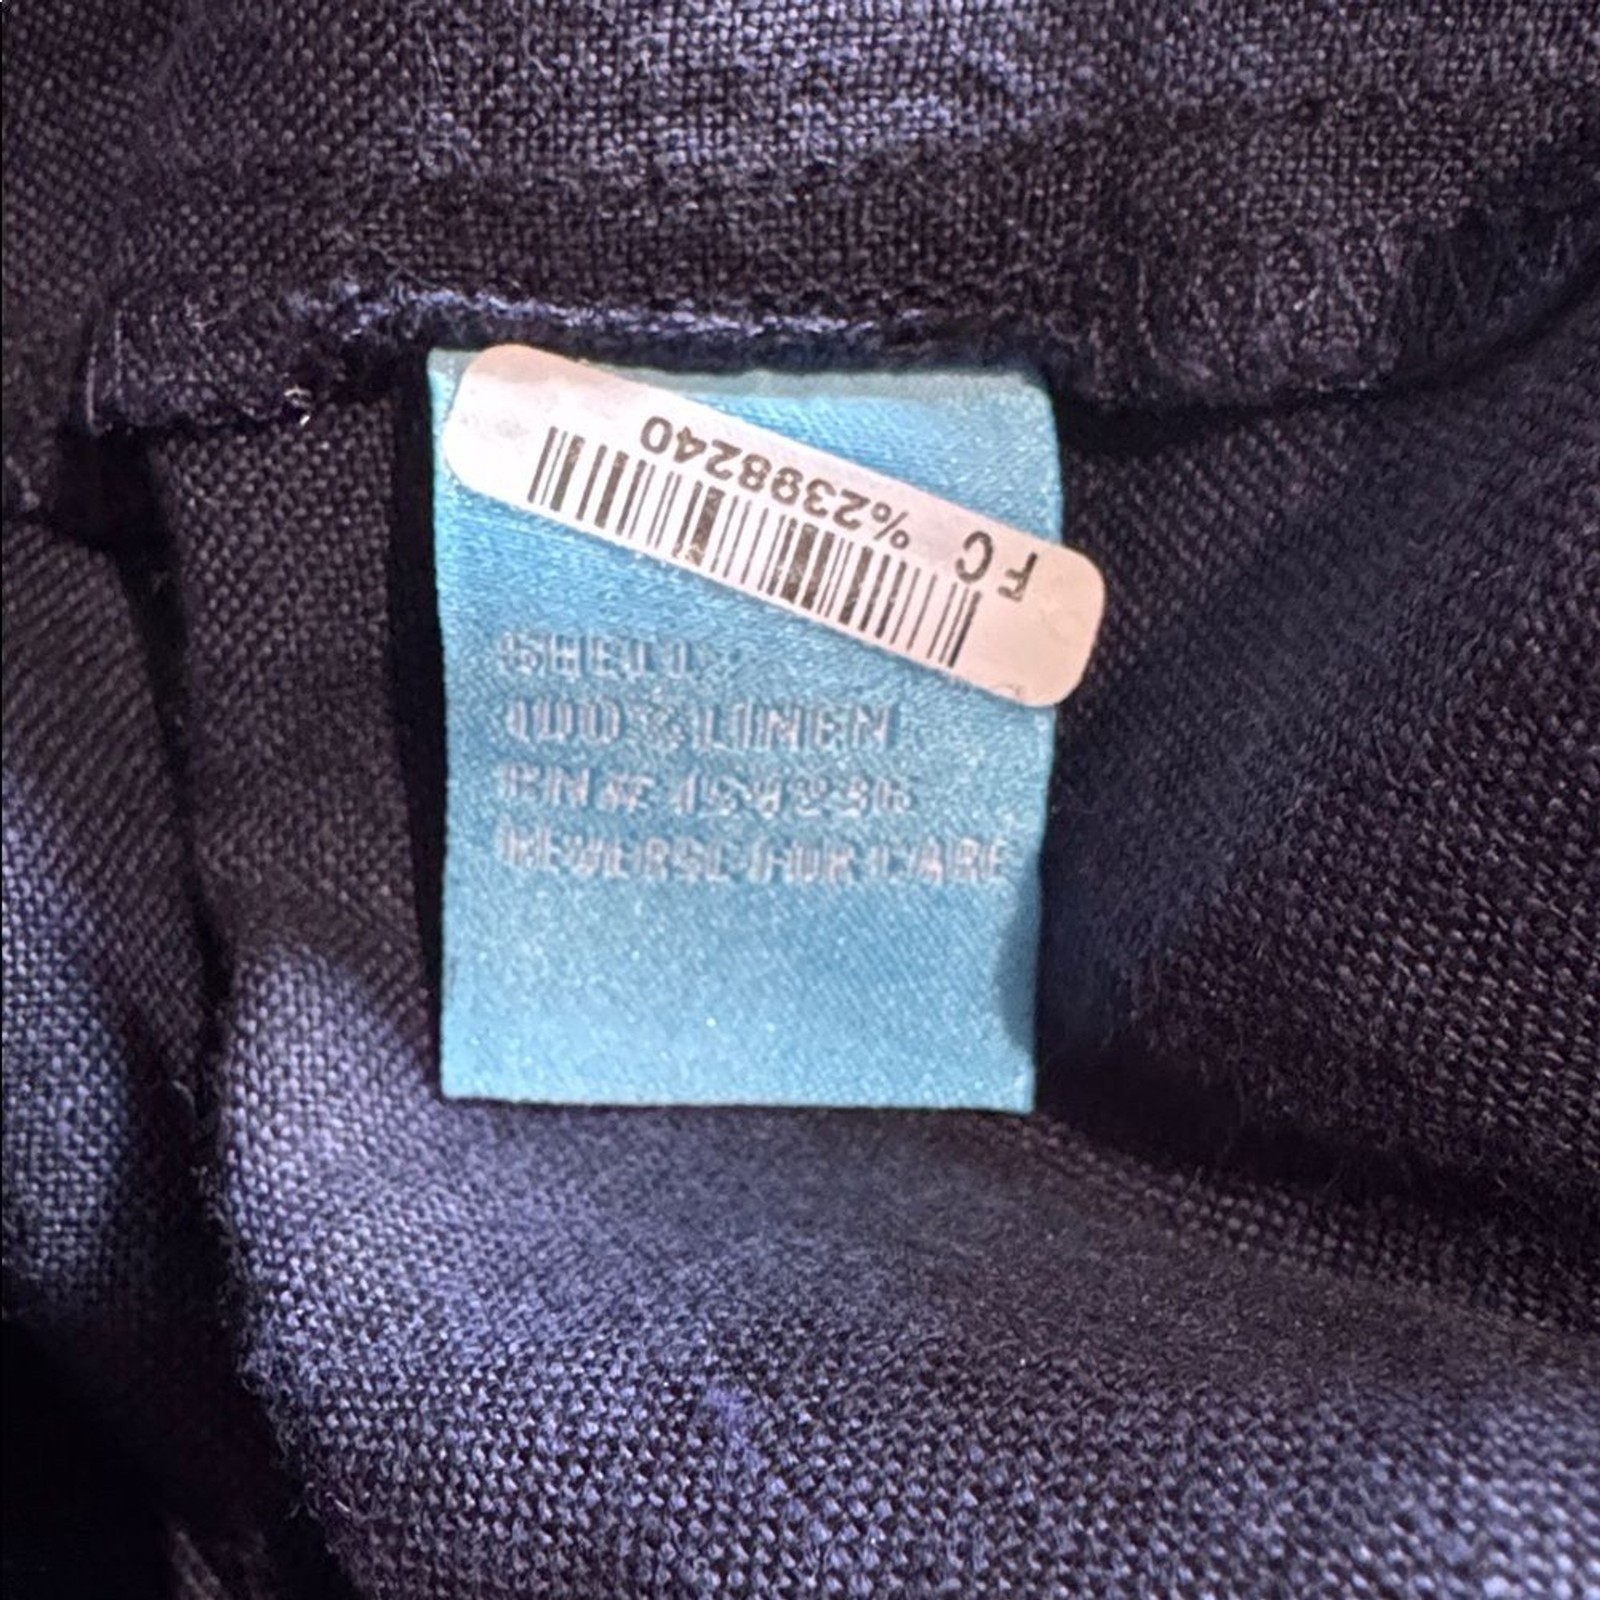 FC %2398240
SHELL
100 % LINEN
RN #
REVERSE FOR CARE